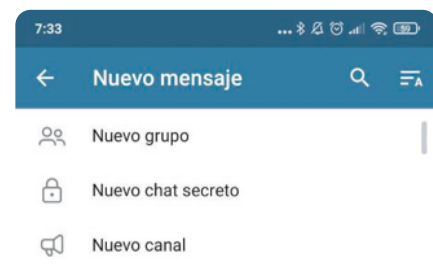 7:33 ... 59
Nuevo mensaje A
Nuevo grupo
Nuevo chat secreto
Nuevo canal